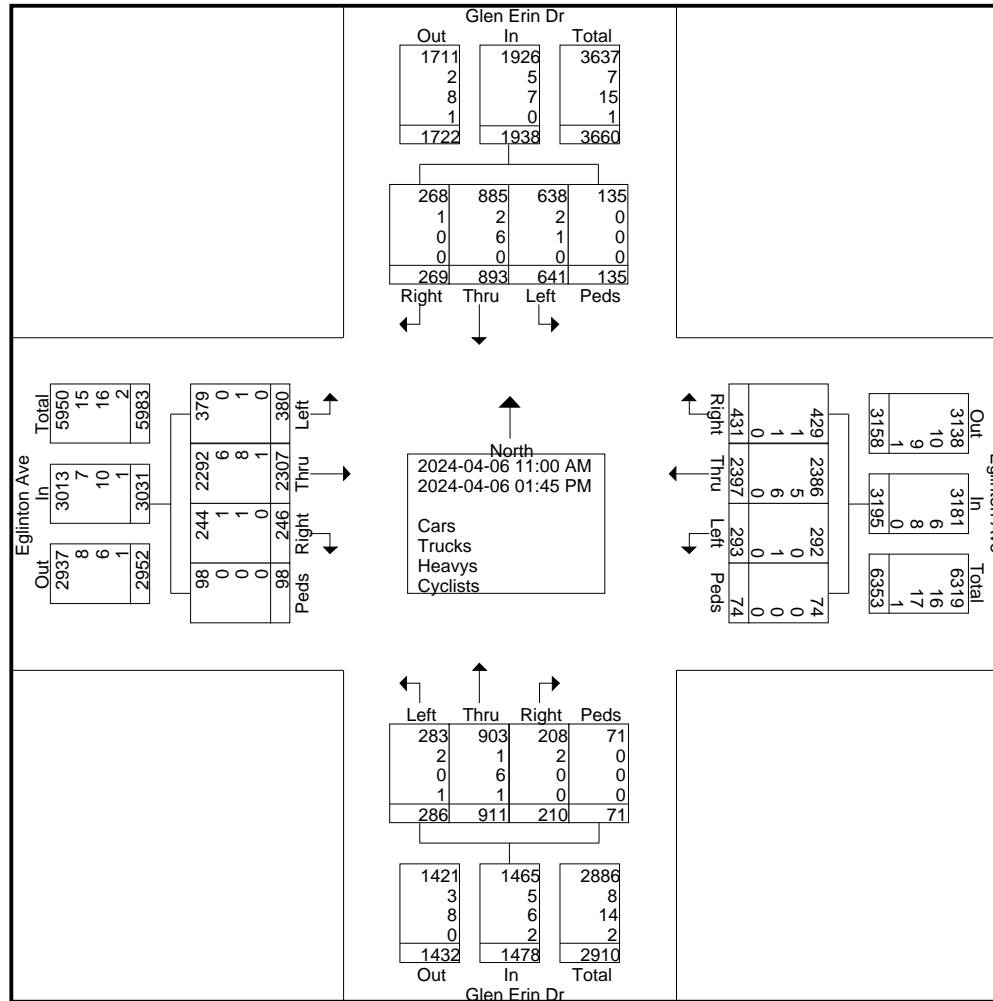 Glen Erin Dr
Out In Total
1711 1926 3637
2 5 7
8 7 15
1 0 1
1722 1938 3660
268 885 638 135
1 2 2 0
0 6 1 0
0 0 0 0
269 893 641 135
Right Thru Left Peds
Eglinton Ave
Out In Total
2937 3013 5950
8 7 15
6 10 16
1 1 2
2952 3031 5983
98 244 2292 379
0 1 6 0
0 1 8 1
0 0 1 0
98 246 2307 380
Peds Right Thru Left
North
2024-04-06 11:00 AM
2024-04-06 01:45 PM
Cars
Trucks
Heavys
Cyclists
Eglinton Ave
Out In Total
3138 3181 6319
10 6 16
9 8 17
1 0 1
3158 3195 6353
429 2386 292 74
1 5 0 0
1 6 1 0
0 0 0 0
431 2397 293 74
Right Thru Left Peds
Left Thru Right Peds
283 903 208 71
2 1 2 0
0 6 0 0
1 1 0 0
286 911 210 71
1421 1465 2886
3 5 8
8 6 14
0 2 2
1432 1478 2910
Out In Total
Glen Erin Dr